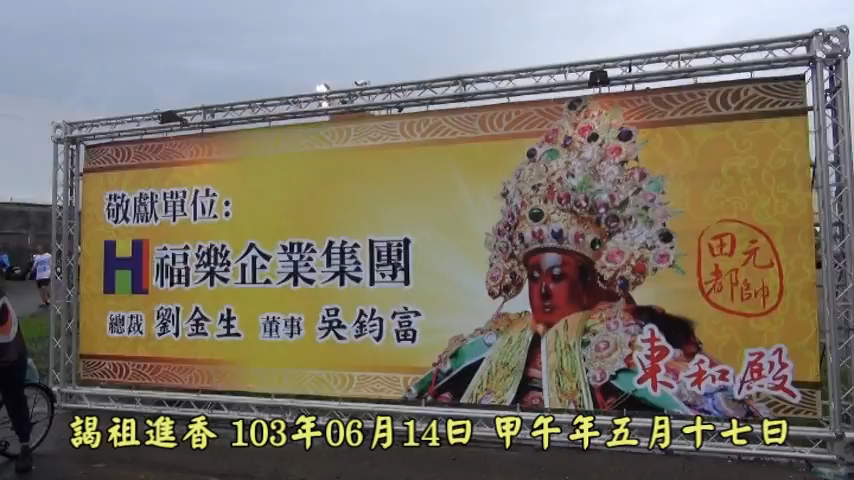 敬獻單位:
H 福樂企業集團
總裁 劉金生 董事 吳鈞富
田都元帥
東和殿
謁祖進香 103年06月14日 甲午年五月十七日